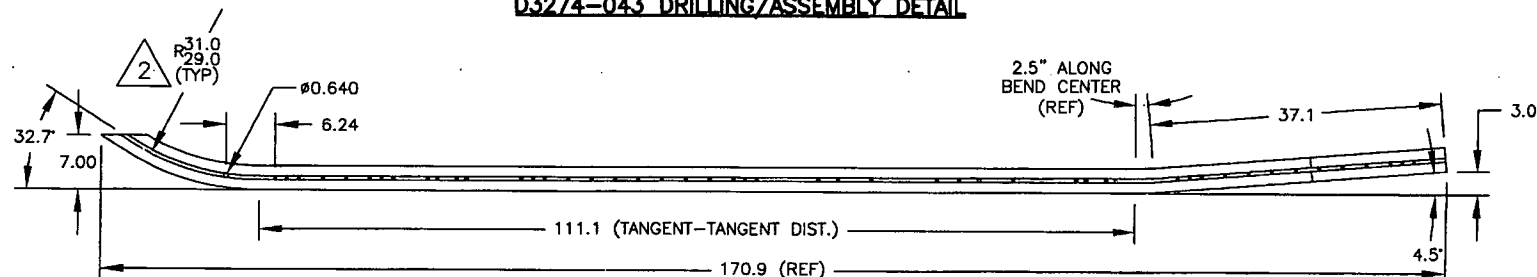 D3274-043 DRILLING/ASSEMBLY DETAIL
2
R31.0
29.0
(TYP)
ø0.640
6.24
32.7°
7.00
2.5" ALONG
BEND CENTER
(REF)
37.1
3.0
111.1 (TANGENT-TANGENT DIST.)
4.5°
170.9 (REF)